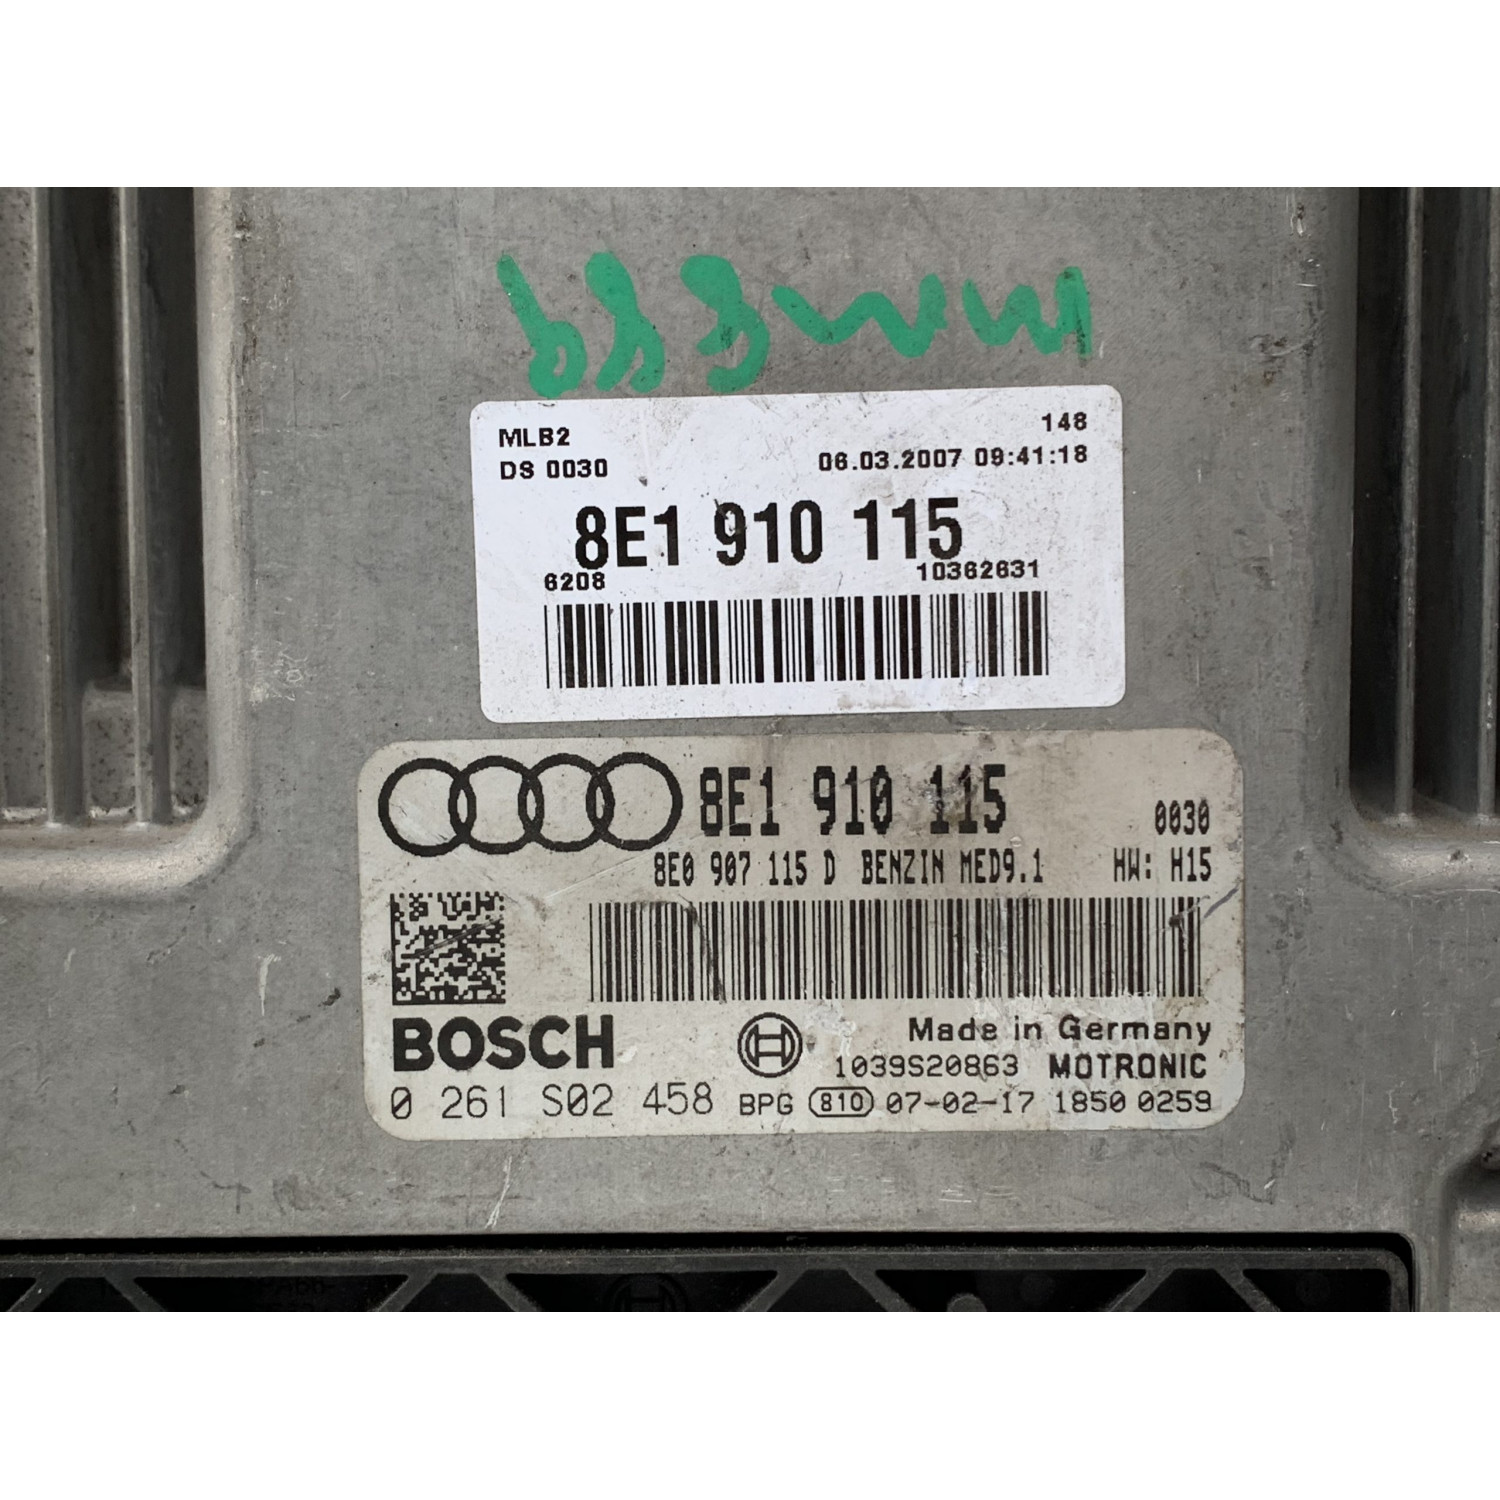 MLB2
148
DS 0030
06.03.2007 09:41:18
8E1 910 115
6208
10362631
8E1 910 115
0030
8E0 907 115 D BENZIN MED9.1
HW: H15
BOSCH
Made in Germany
1039S20863 MOTRONIC
0 261 S02 458 BPG 810 07-02-17 1850 0259